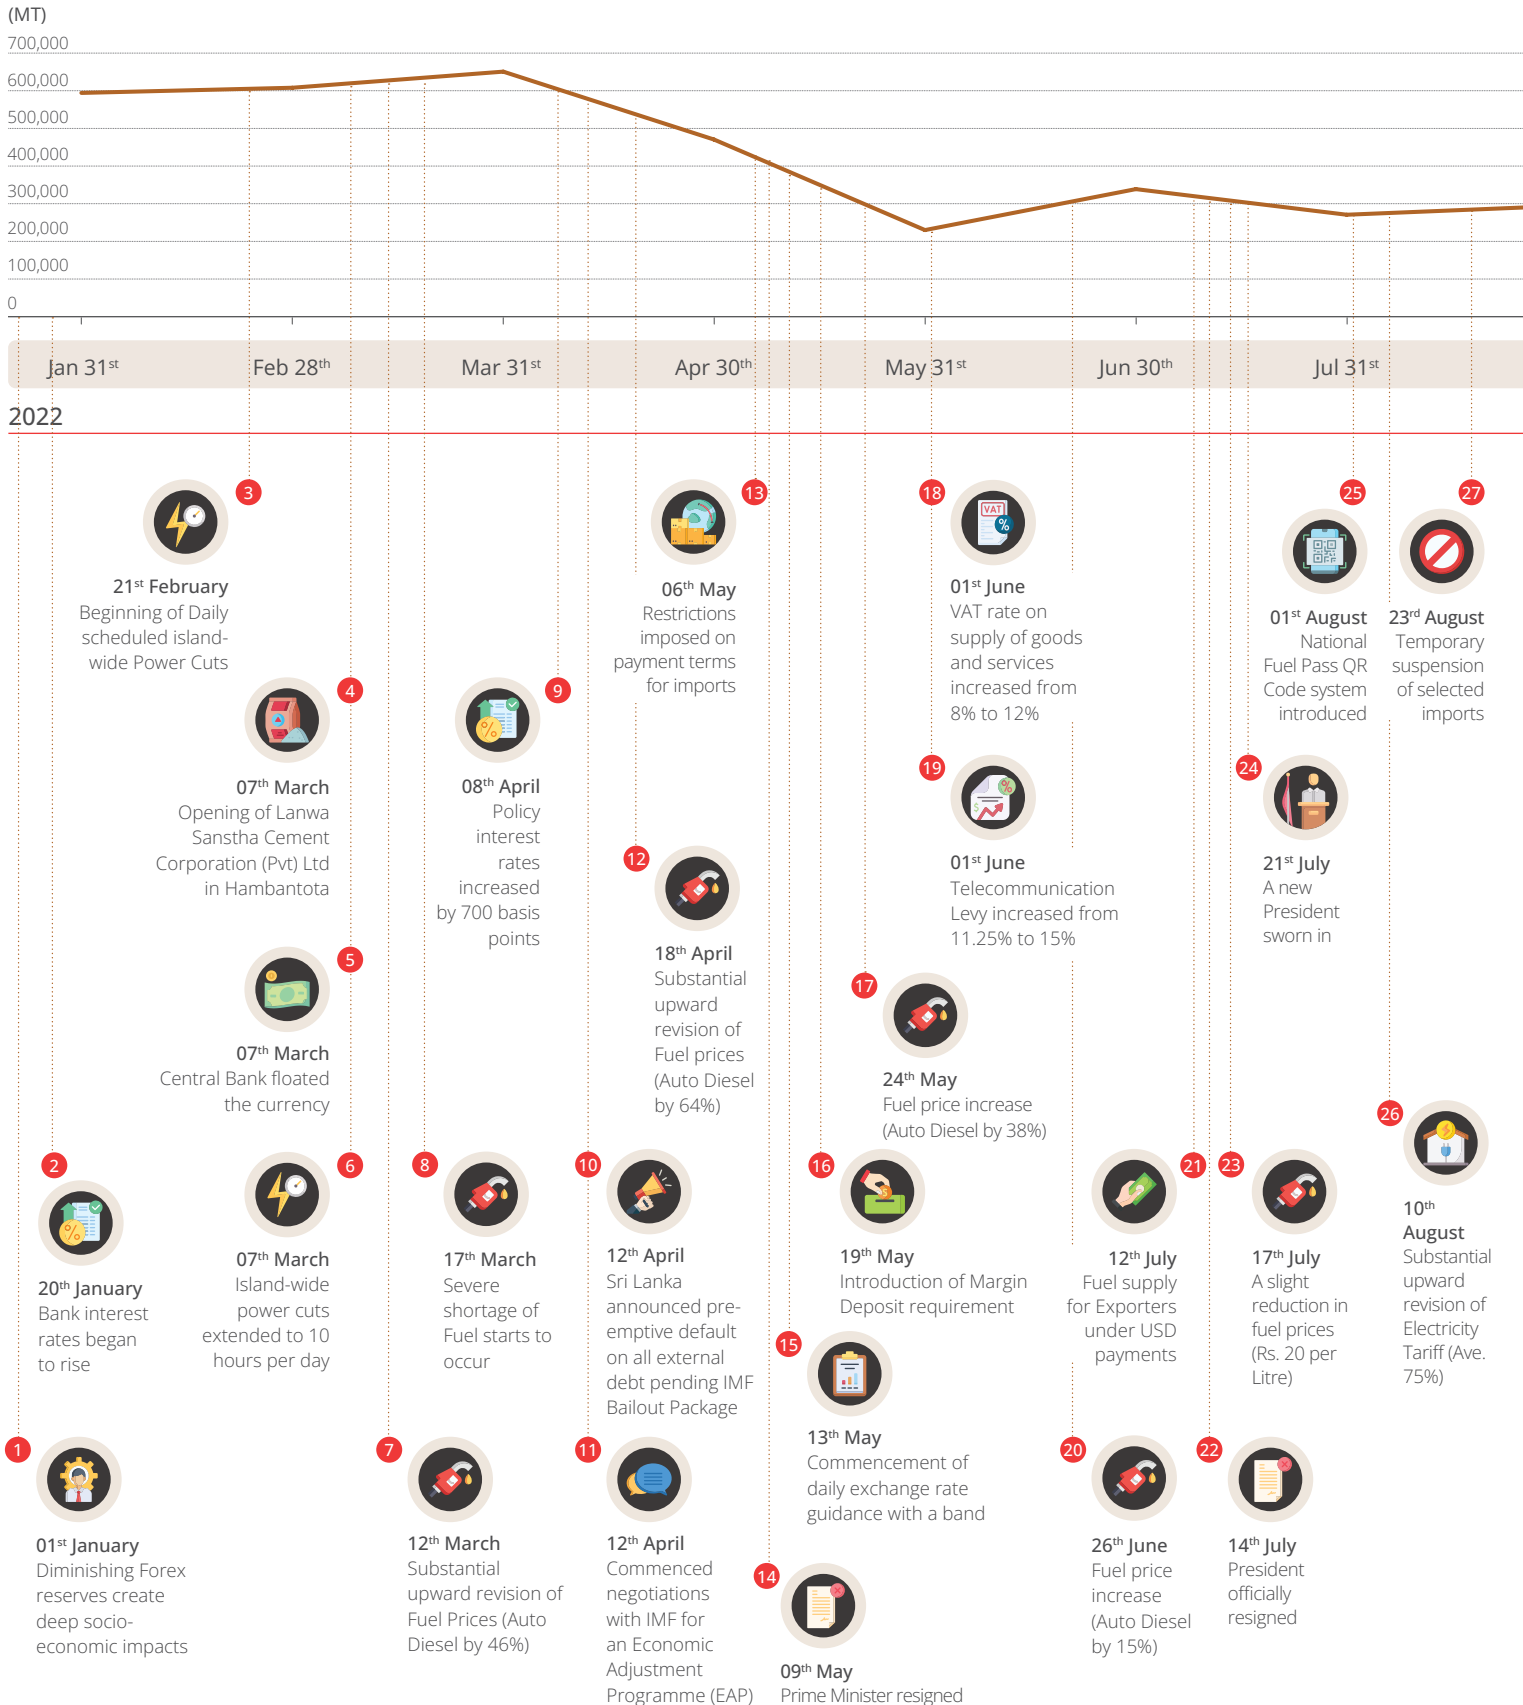 (MT)
700,000
600,000
500,000
400,000
300,000
200,000
100,000
0
Jan 31st
Feb 28th
Mar 31st
Apr 30th
May 31st
Jun 30th
Jul 31st
2022
3
21st February
Beginning of Daily
scheduled island-
wide Power Cuts
13
06th May
Restrictions
imposed on
payment terms
for imports
18
VAT
%
01st June
VAT rate on
supply of goods
and services
increased from
8% to 12%
25
01st August
National
Fuel Pass QR
Code system
introduced
27
23rd August
Temporary
suspension
of selected
imports
4
07th March
Opening of Lanwa
Sanstha Cement
Corporation (Pvt) Ltd
in Hambantota
9
%
08th April
Policy
interest
rates
increased
by 700 basis
points
12
18th April
Substantial
upward
revision of
Fuel prices
(Auto Diesel
by 64%)
19
%
$
01st June
Telecommunication
Levy increased from
11.25% to 15%
24
21st July
A new
President
sworn in
5
07th March
Central Bank floated
the currency
17
24th May
Fuel price increase
(Auto Diesel by 38%)
26
10th
August
Substantial
upward
revision of
Electricity
Tariff (Ave.
75%)
2
%
20th January
Bank interest
rates began
to rise
6
07th March
Island-wide
power cuts
extended to 10
hours per day
8
17th March
Severe
shortage of
Fuel starts to
occur
10
12th April
Sri Lanka
announced pre-
emptive default
on all external
debt pending IMF
Bailout Package
16
$
19th May
Introduction of Margin
Deposit requirement
21
12th July
Fuel supply
for Exporters
under USD
payments
23
17th July
A slight
reduction in
fuel prices
(Rs. 20 per
Litre)
15
13th May
Commencement of
daily exchange rate
guidance with a band
1
01st January
Diminishing Forex
reserves create
deep socio-
economic impacts
7
12th March
Substantial
upward revision of
Fuel Prices (Auto
Diesel by 46%)
11
12th April
Commenced
negotiations
with IMF for
an Economic
Adjustment
Programme (EAP)
14
09th May
Prime Minister resigned
20
26th June
Fuel price
increase
(Auto Diesel
by 15%)
22
14th July
President
officially
resigned